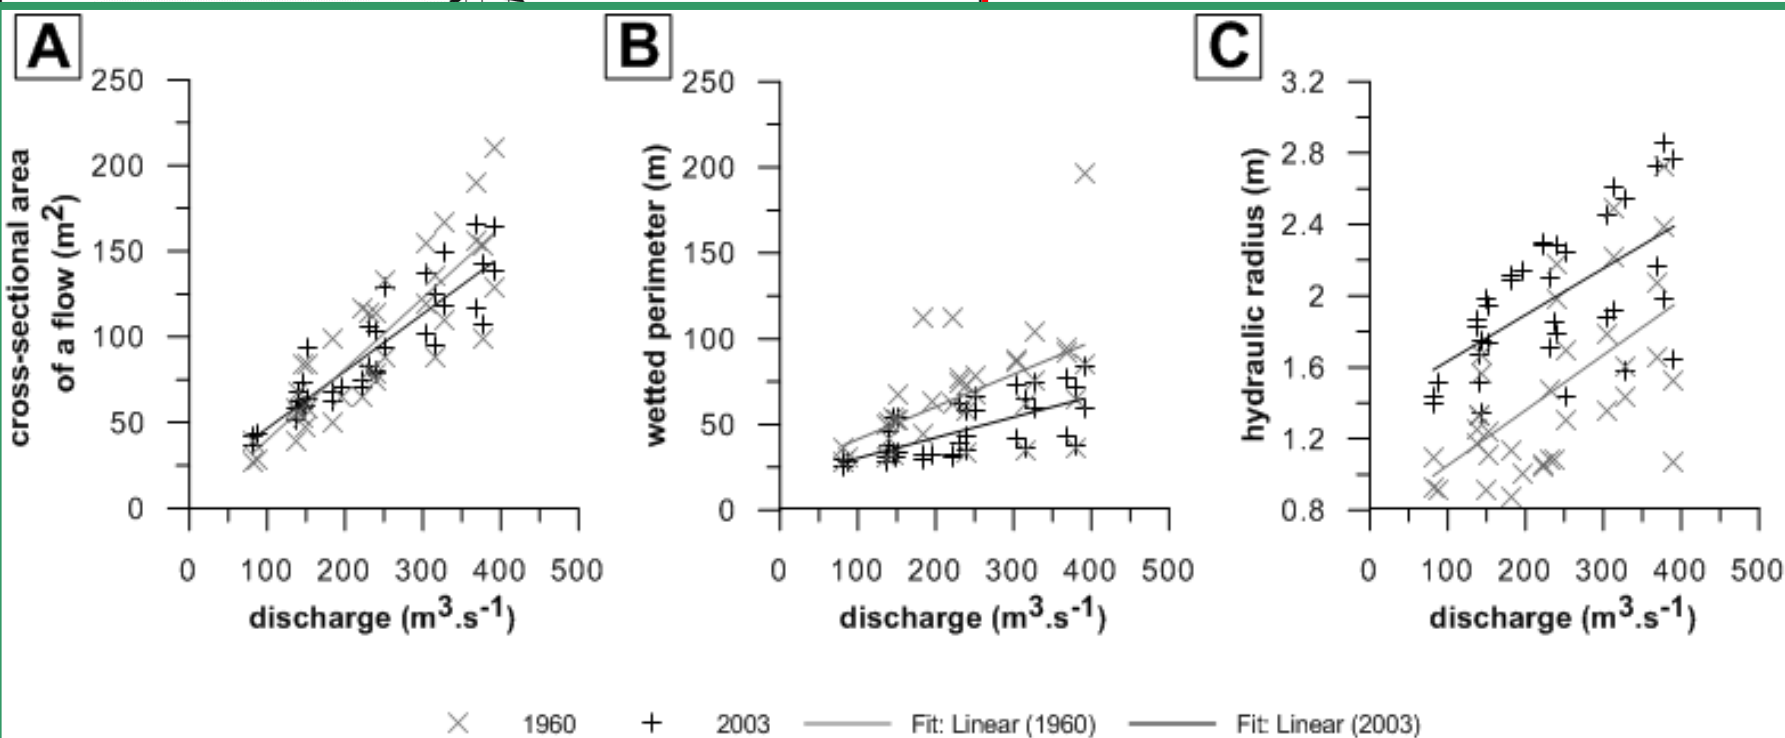 A
B
C
cross-sectional area
of a flow (m²)
250
200
150
100
50
0
0 100 200 300 400 500
discharge (m³.s⁻¹)
wetted perimeter (m)
250
200
150
100
50
0
0 100 200 300 400 500
discharge (m³.s⁻¹)
hydraulic radius (m)
3.2
2.8
2.4
2
1.6
1.2
0.8
0 100 200 300 400 500
discharge (m³.s⁻¹)
1960 2003 Fit: Linear (1960) Fit: Linear (2003)